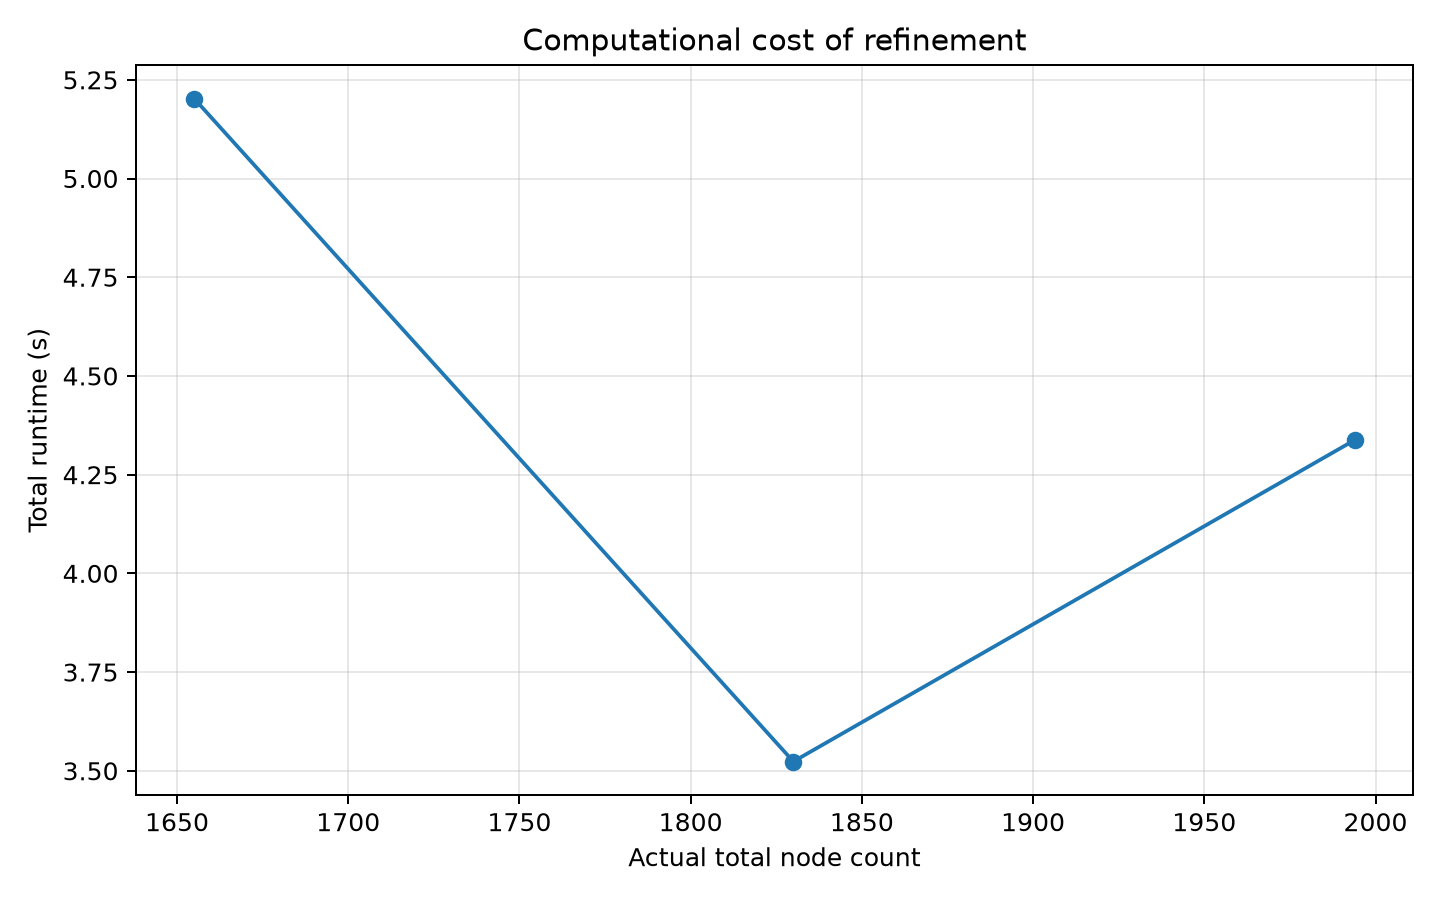 Computational cost of refinement
5.25
5.00
4.75
4.50
4.25
4.00
3.75
3.50
Total runtime (s)
1650 1700 1750 1800 1850 1900 1950 2000
Actual total node count